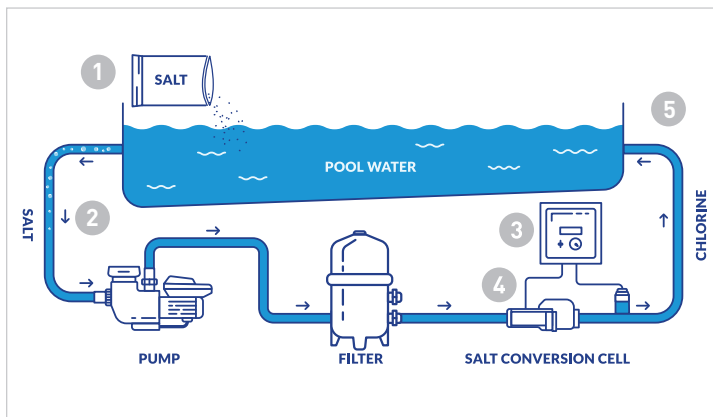 1
SALT
5
POOL WATER
SALT
2
3
CHLORINE
4
PUMP
FILTER
SALT CONVERSION CELL